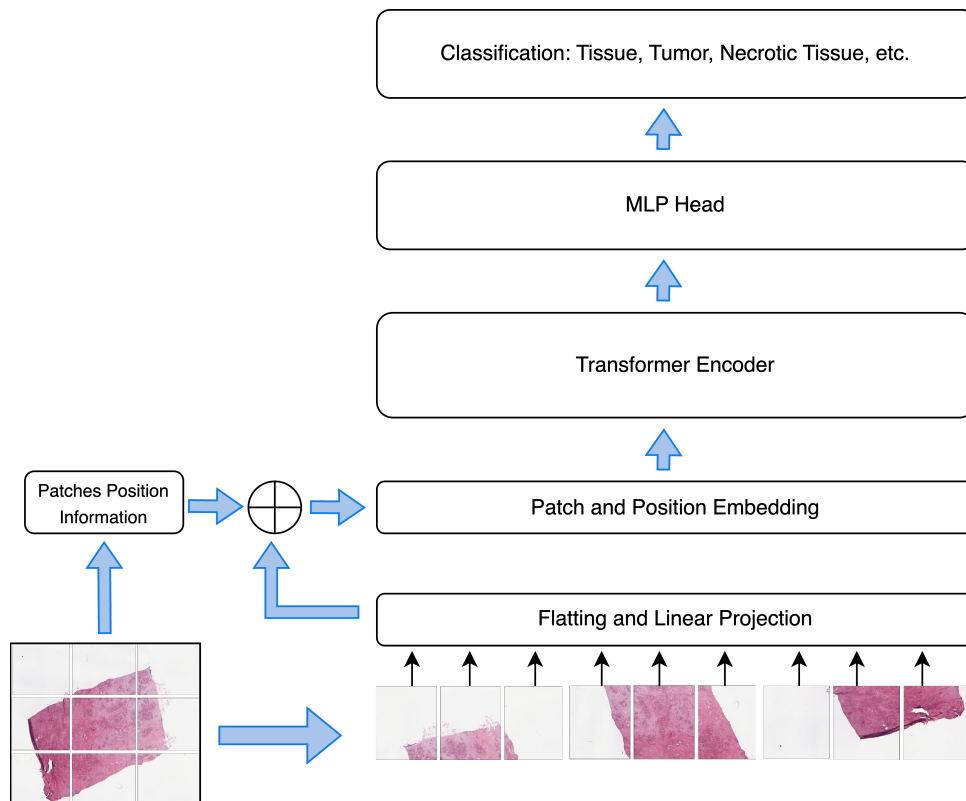 Classification: Tissue, Tumor, Necrotic Tissue, etc.
MLP Head
Transformer Encoder
Patches Position
Information
Patch and Position Embedding
Flatting and Linear Projection